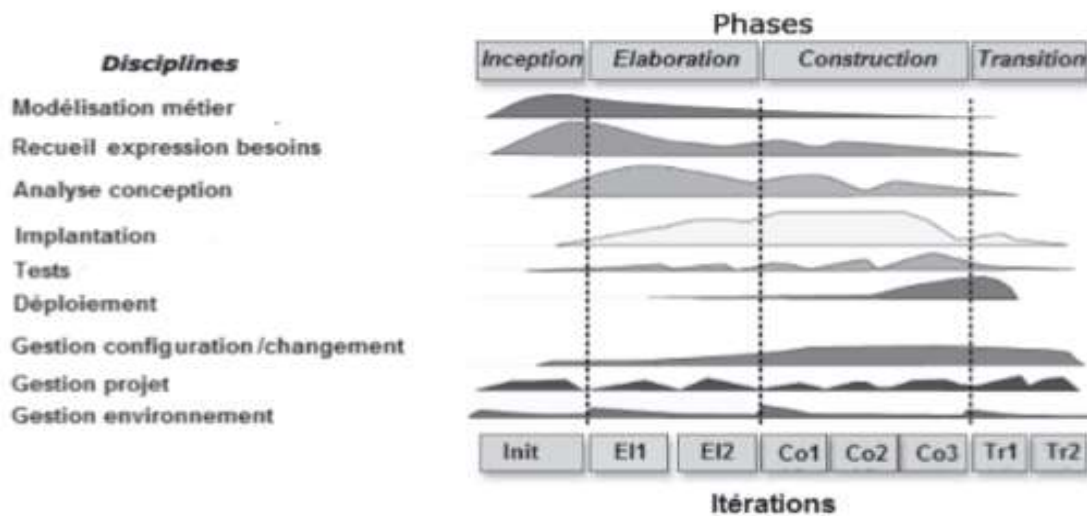 Phases
Disciplines
Inception Elaboration Construction Transition
Modélisation métier
Recueil expression besoins
Analyse conception
Implantation
Tests
Déploiement
Gestion configuration/changement
Gestion projet
Gestion environnement
Init El1 El2 Co1 Co2 Co3 Tr1 Tr2
Itérations